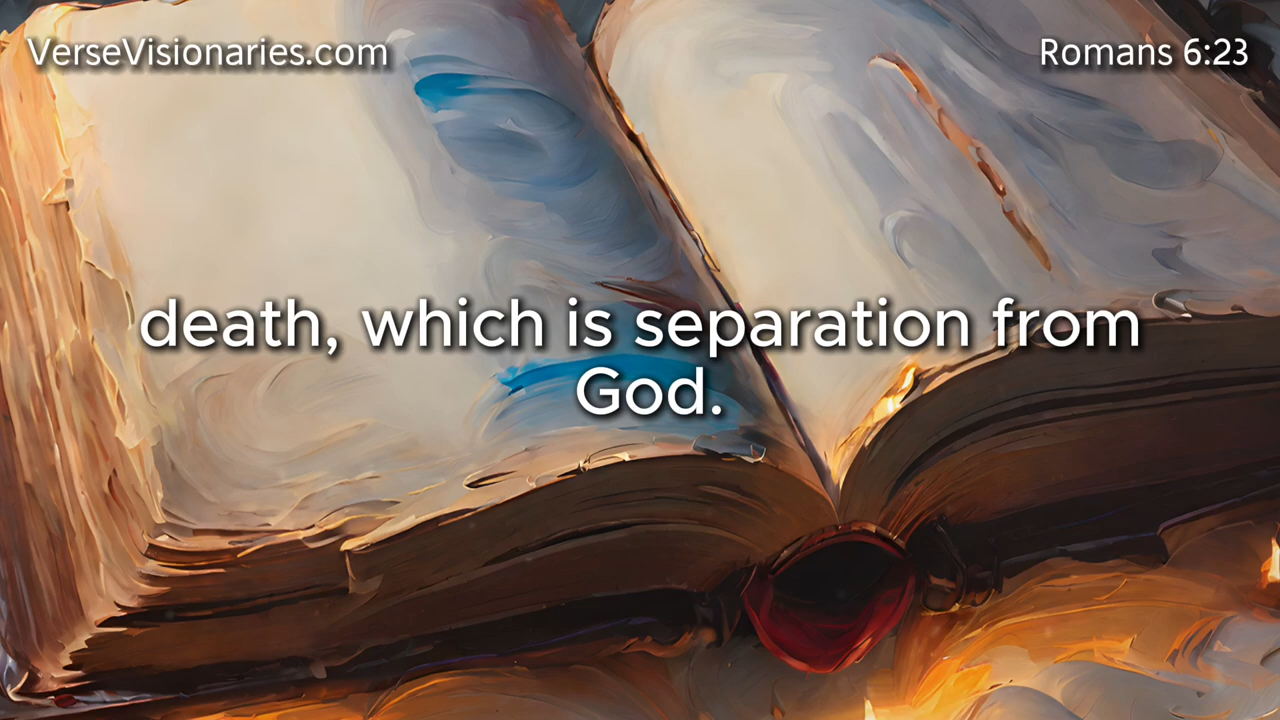 VerseVisionaries.com
Romans 6:23
death, which is separation from
God.